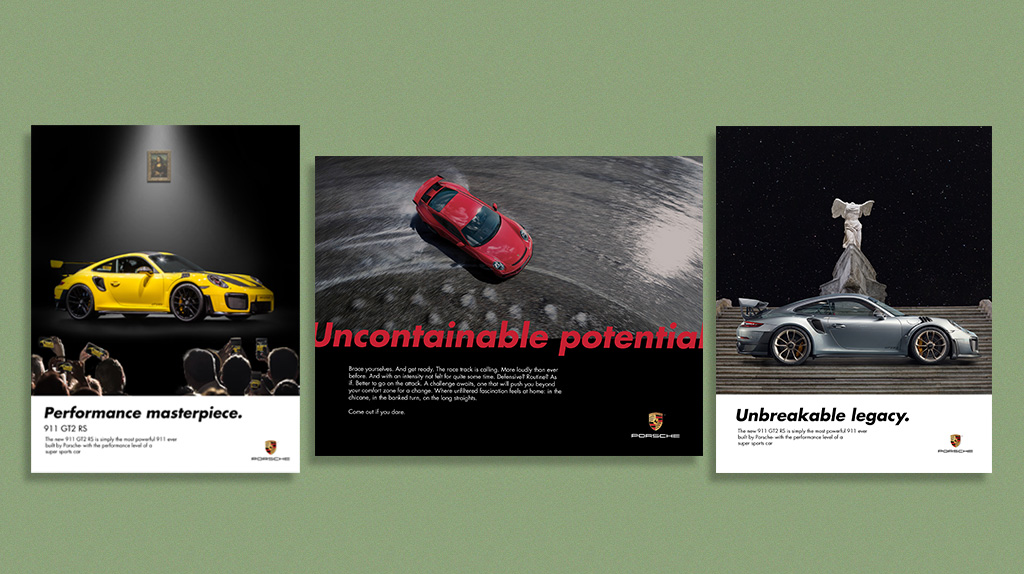 Performance masterpiece.
911 GT2 RS
The new 911 GT2 RS is simply the most powerful 911 ever
built by Porsche- with the performance level of a
super sports car
PORSCHE
Uncontainable potential
Brace yourselves. And get ready. The race track is calling. More loudly than ever
before. And with an intensity not felt for quite some time. Defensive? Routine? As
if. Better to go on the attack. A challenge awaits, one that will push you beyond
your comfort zone for a change. Where unfiltered fascination feels at home: in the
chicane, in the banked turn, on the long straights.
Come out if you dare.
PORSCHE
Unbreakable legacy.
The new 911 GT2 RS is simply the most powerful 911 ever
built by Porsche- with the performance level of a
super sports car
PORSCHE